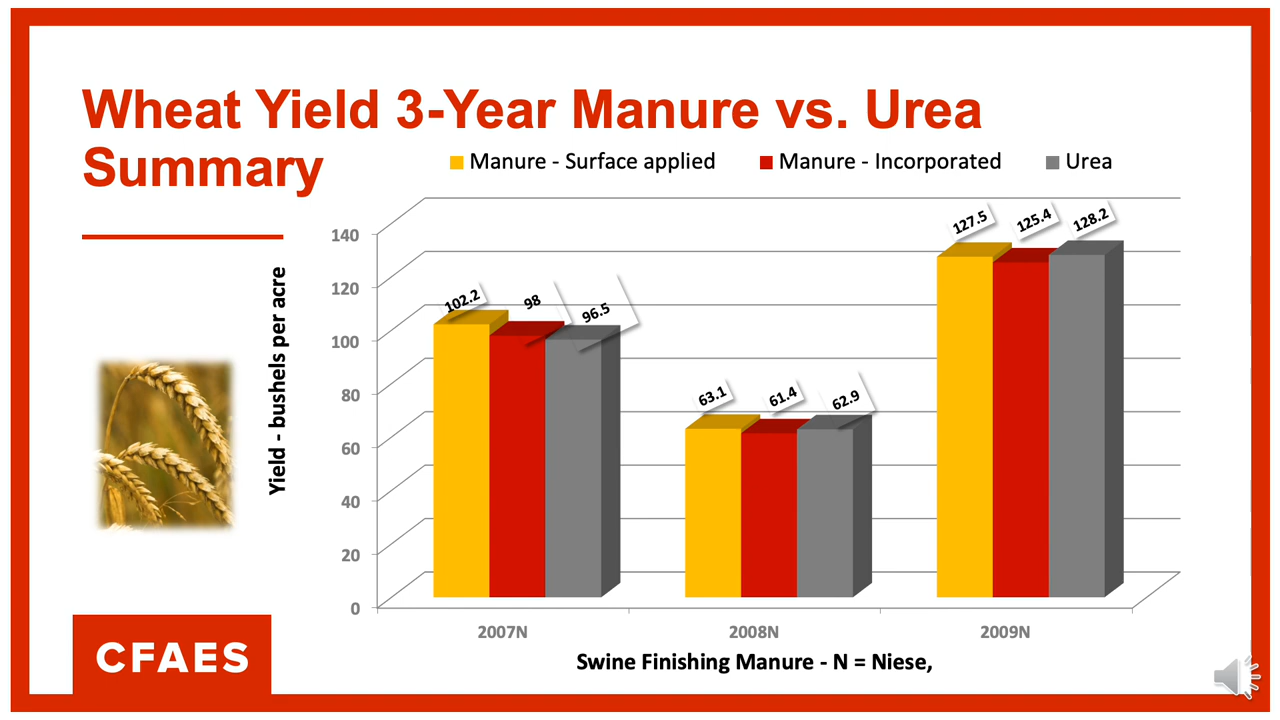 Wheat Yield 3-Year Manure vs. Urea
Summary
Manure - Surface applied
Manure - Incorporated
Urea
Yield - bushels per acre
140
120
100
80
60
40
20
0
102.2
98
96.5
63.1
61.4
62.9
127.5
125.4
128.2
2007N
2008N
2009N
Swine Finishing Manure - N = Niese,
CFAES